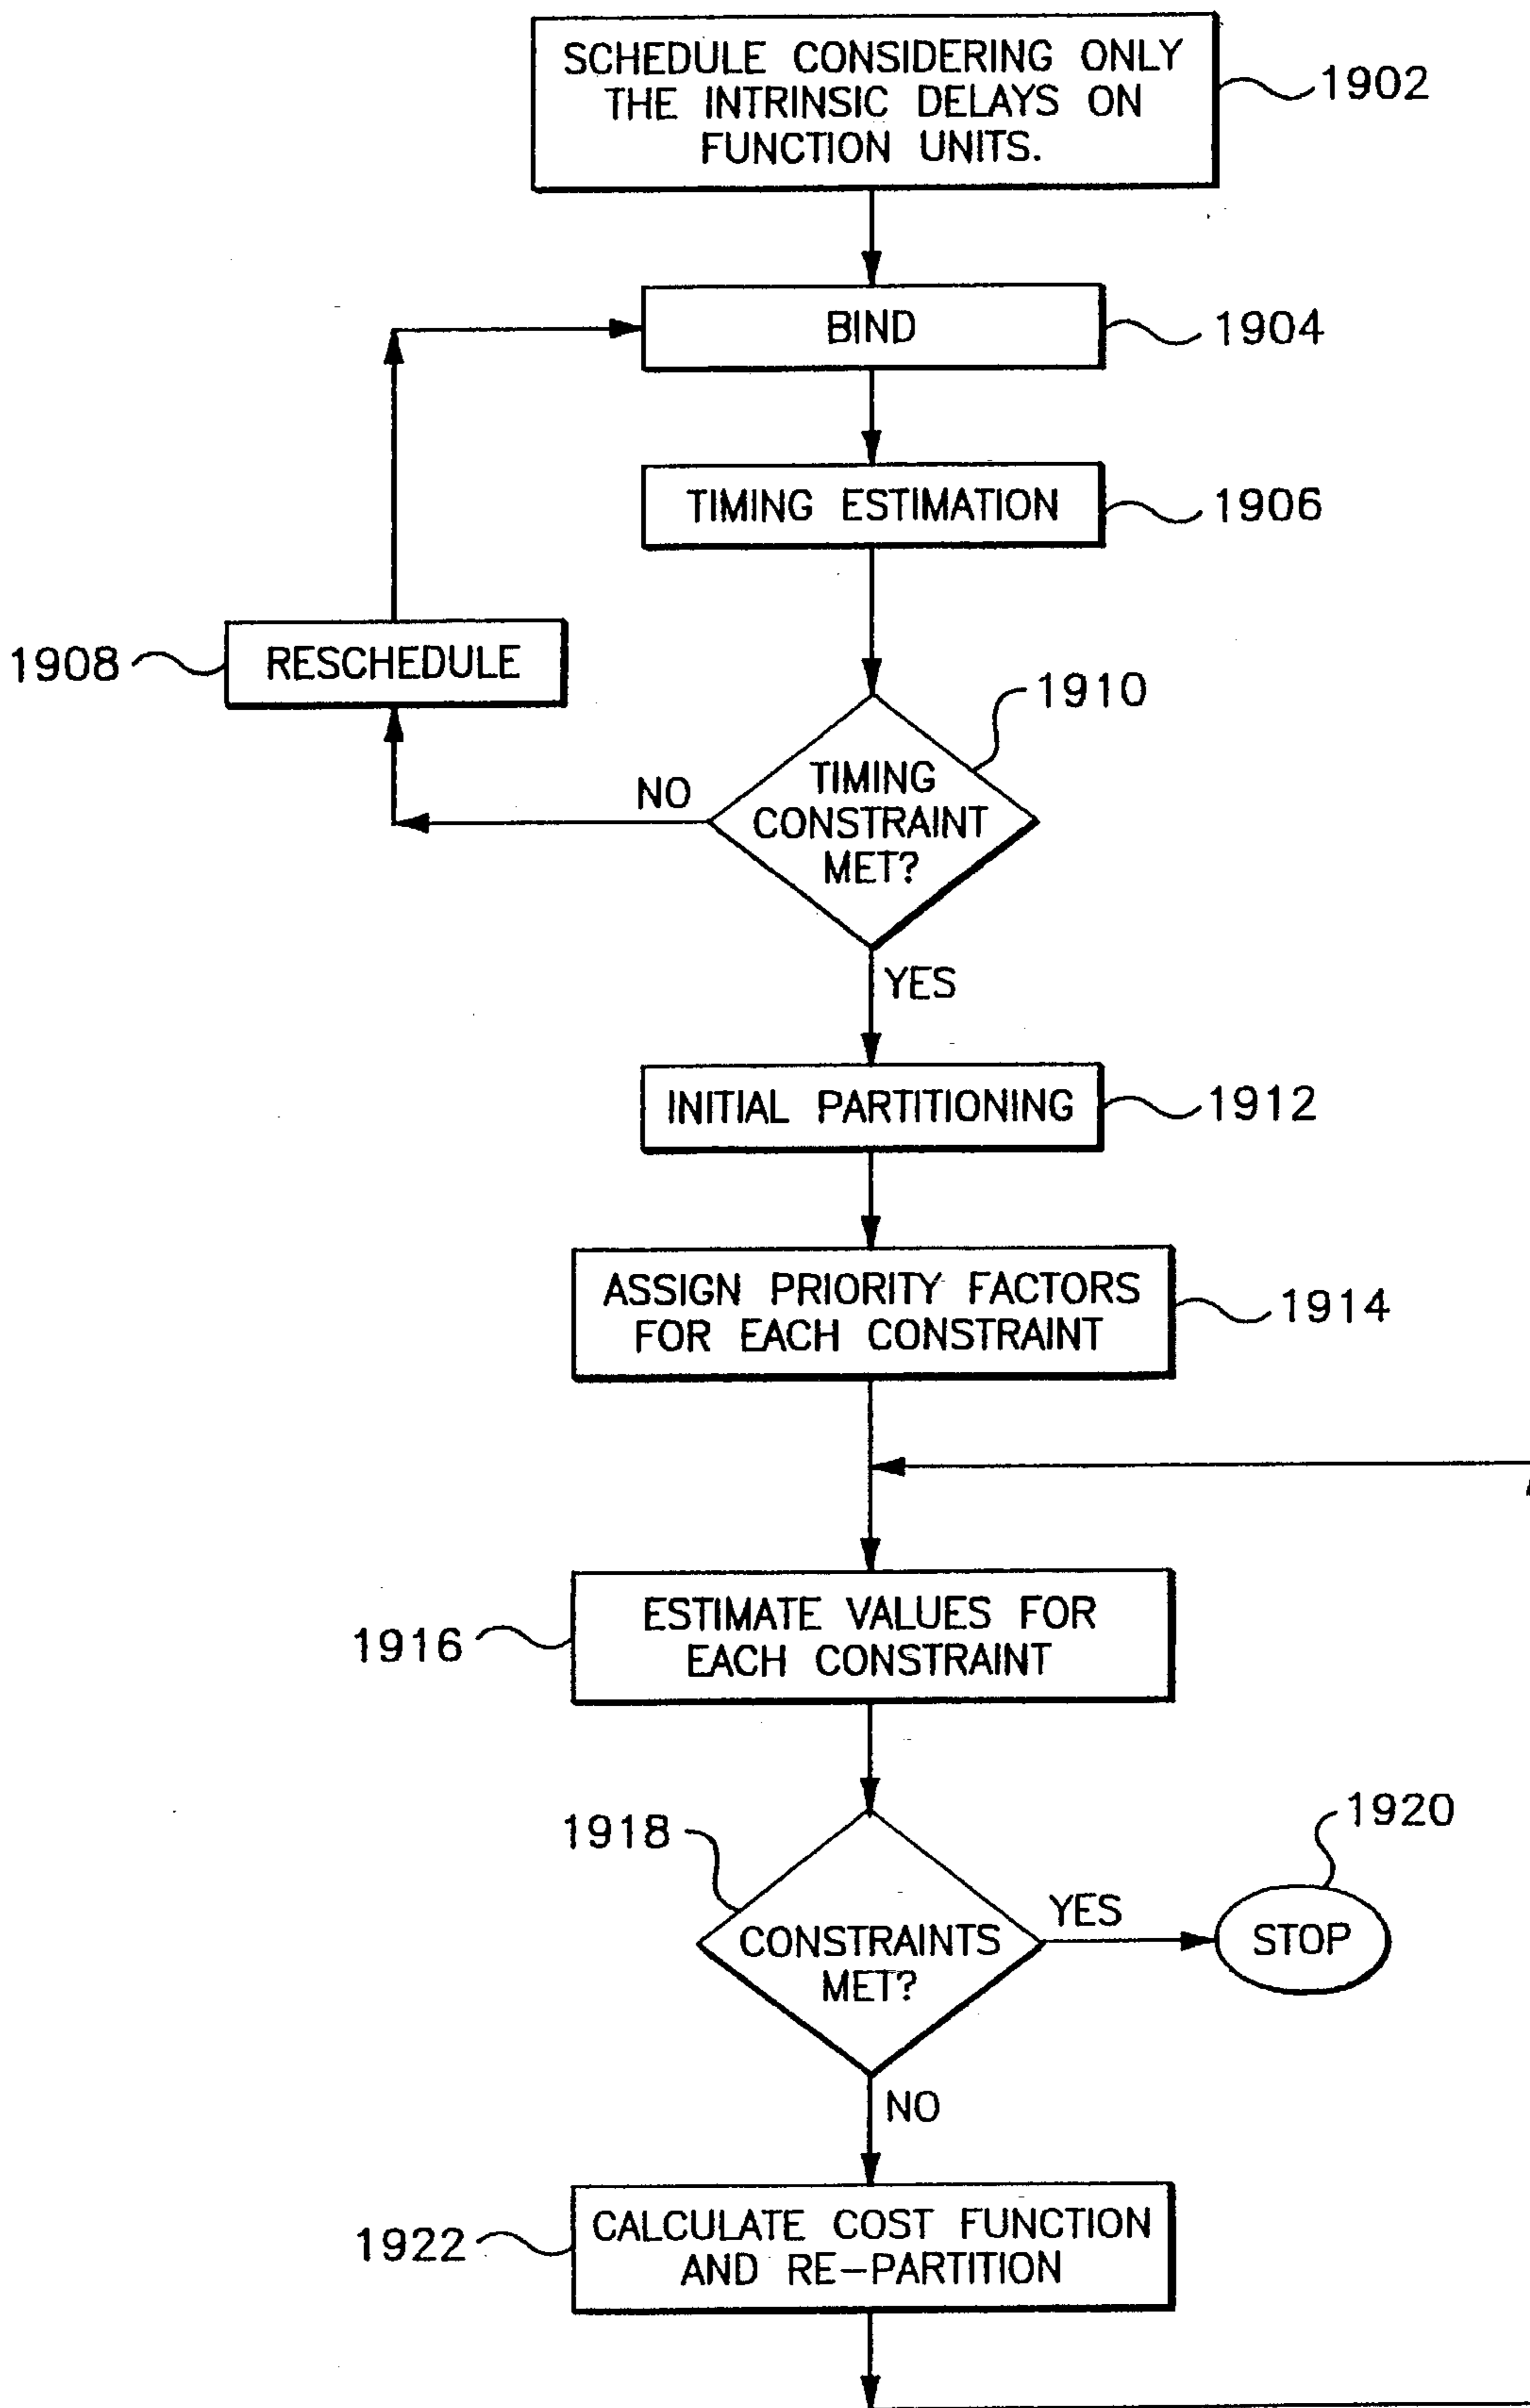 SCHEDULE CONSIDERING ONLY
THE INTRINSIC DELAYS ON
FUNCTION UNITS.
1902
BIND
1904
TIMING ESTIMATION
1906
1908
RESCHEDULE
1910
TIMING
CONSTRAINT
MET?
NO
YES
INITIAL PARTITIONING
1912
ASSIGN PRIORITY FACTORS
FOR EACH CONSTRAINT
1914
ESTIMATE VALUES FOR
EACH CONSTRAINT
1916
1918
CONSTRAINTS
MET?
YES
1920
STOP
NO
CALCULATE COST FUNCTION
AND RE-PARTITION
1922